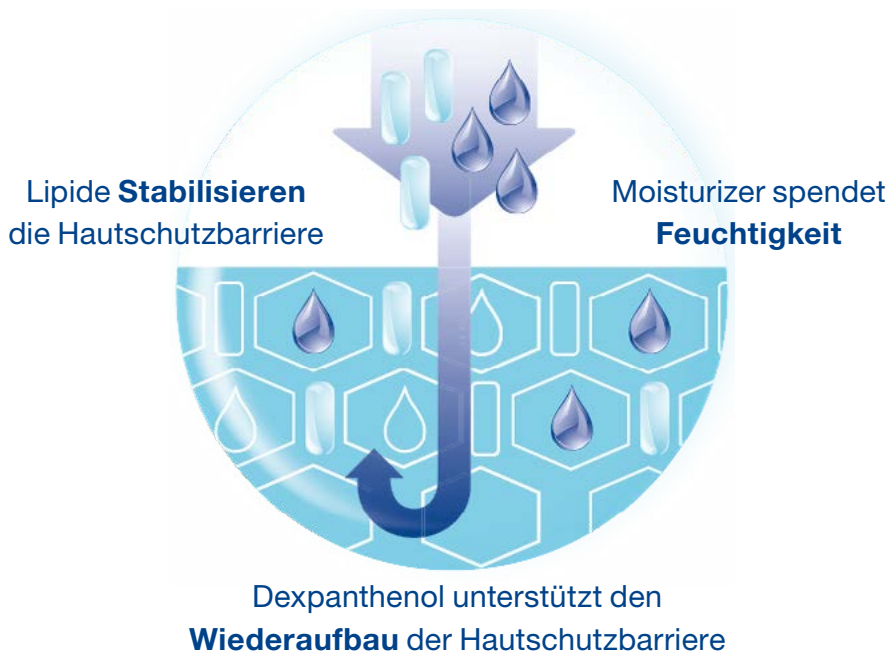 Lipide Stabilisieren
die Hautschutzbarriere
Moisturizer spendet
Feuchtigkeit
Dexpanthenol unterstützt den
Wiederaufbau der Hautschutzbarriere